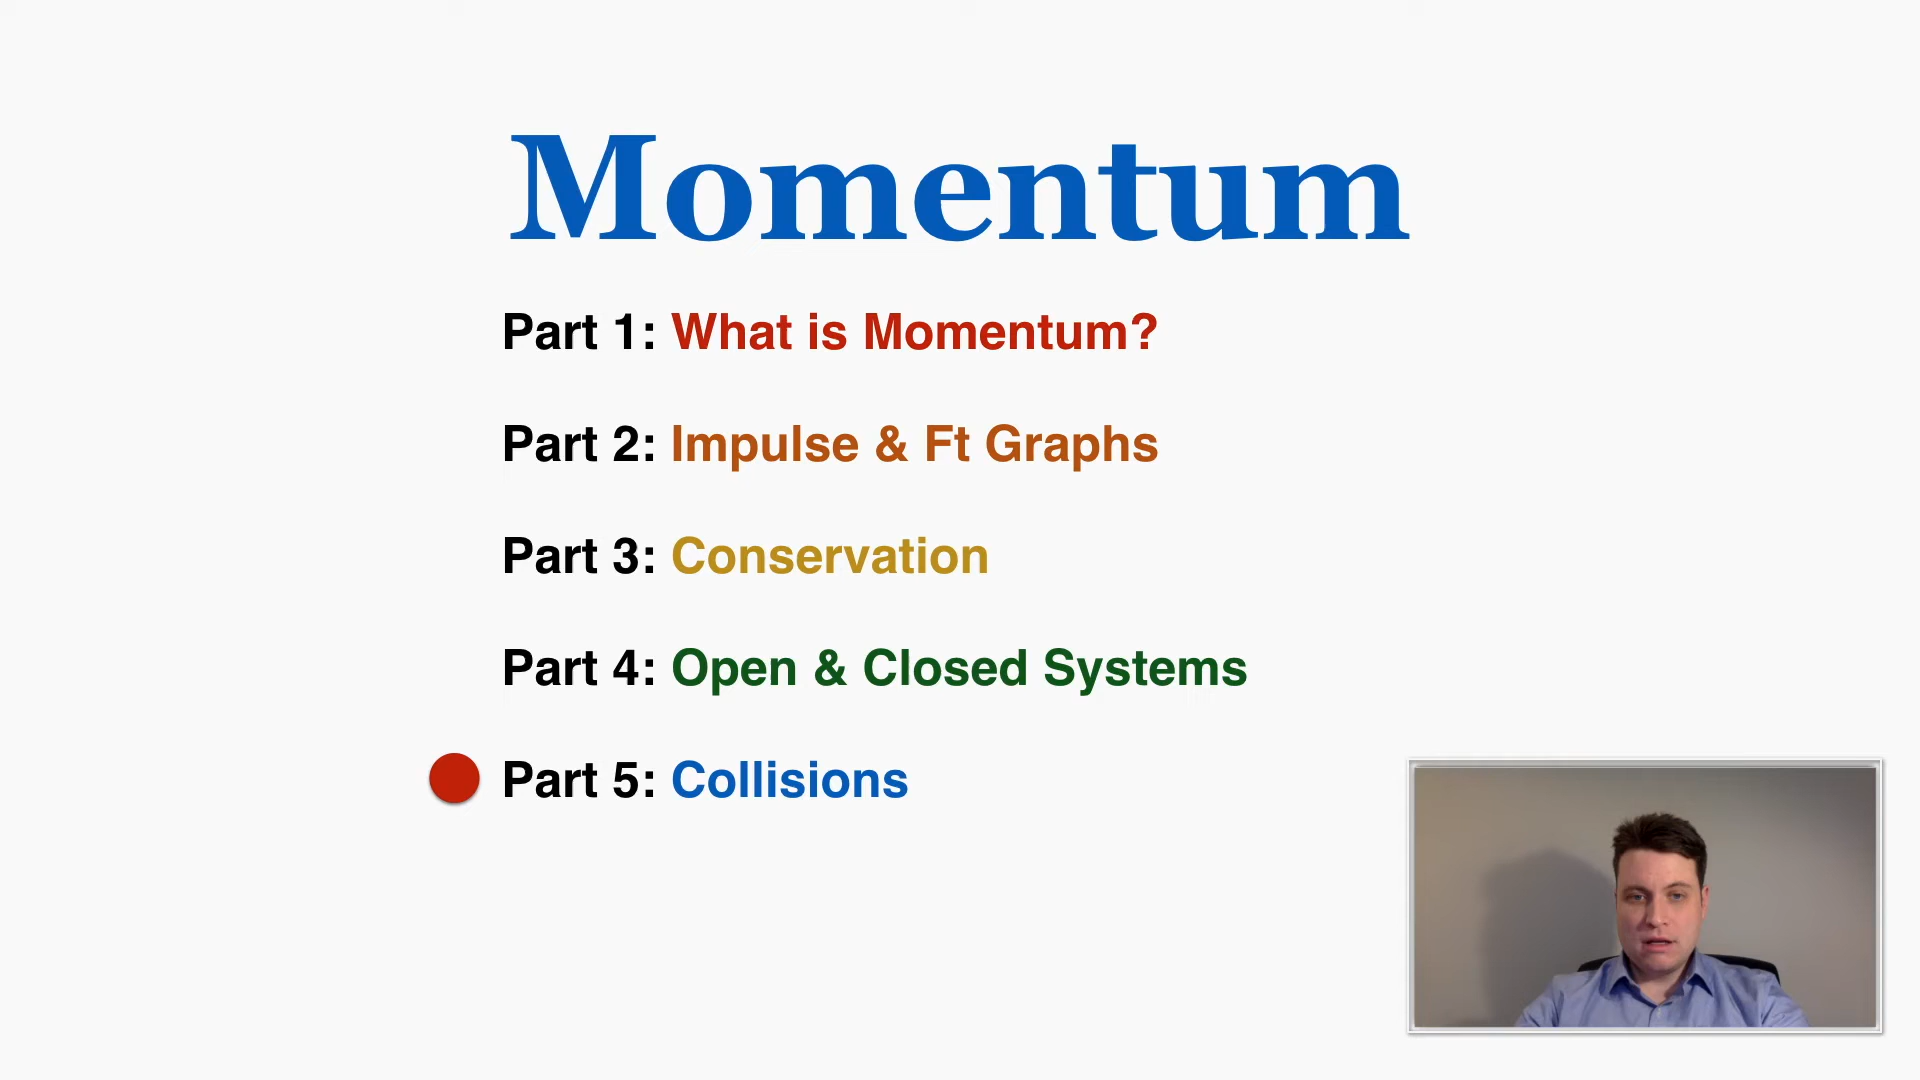 Momentum
Part 1: What is Momentum?
Part 2: Impulse & Ft Graphs
Part 3: Conservation
Part 4: Open & Closed Systems
Part 5: Collisions